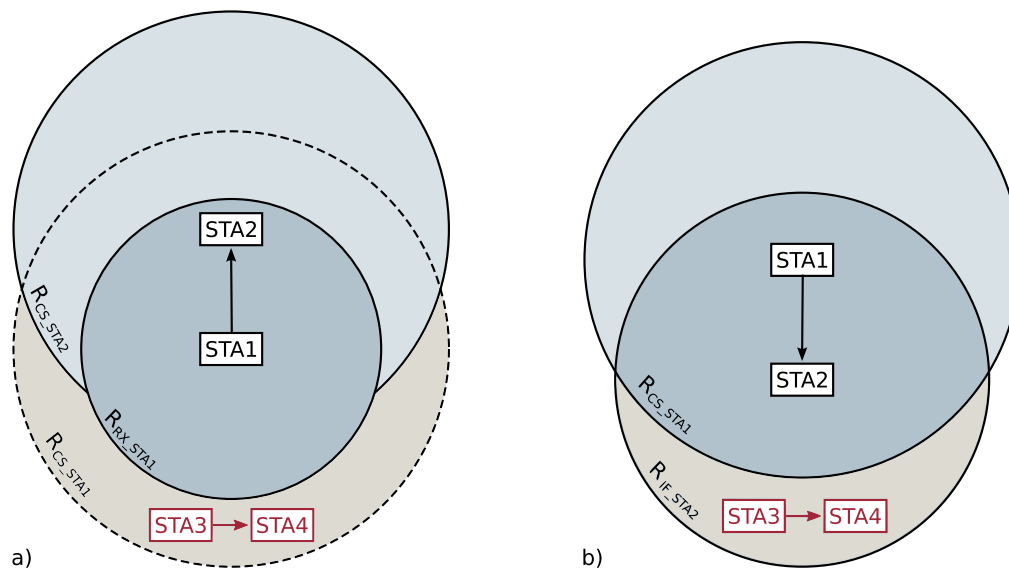 STA2
R_CS_STA2
STA1
R_RX_STA1
R_CS_STA1
STA3
STA4
a)
STA1
STA2
R_CS_STA1
R_IF_STA2
STA3
STA4
b)